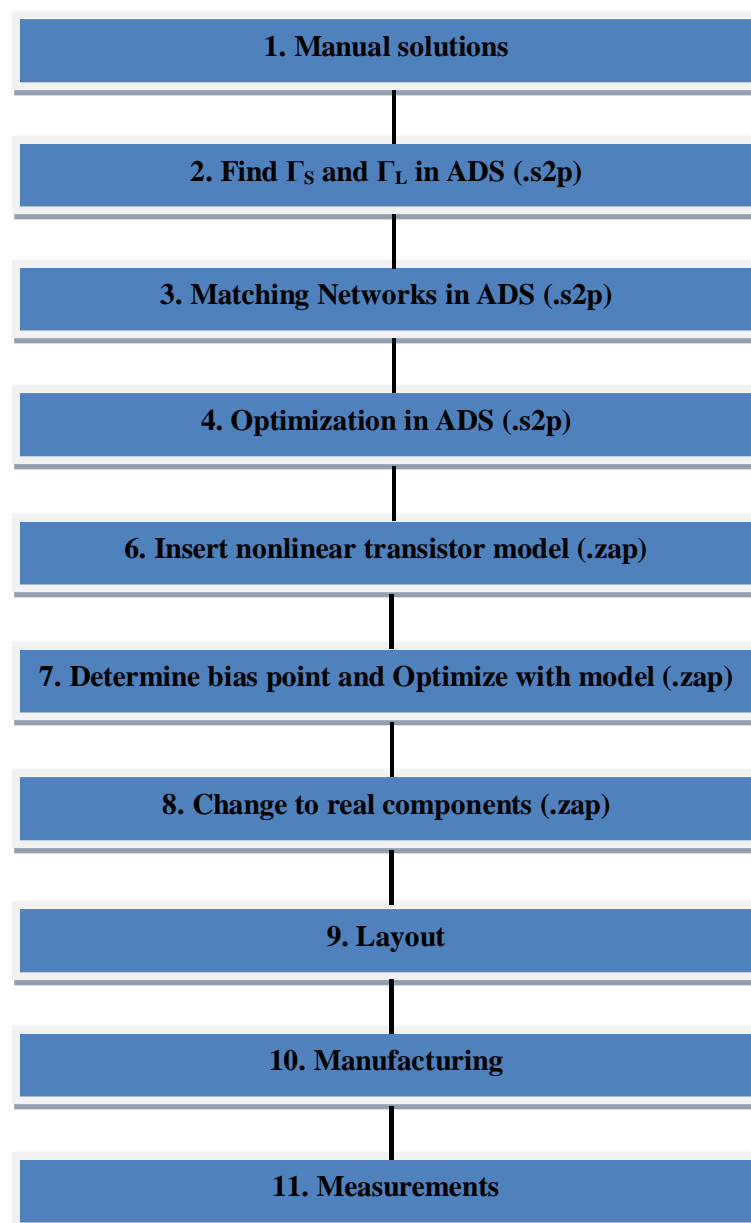 1. Manual solutions
2. Find ΓS and ΓL in ADS (.s2p)
3. Matching Networks in ADS (.s2p)
4. Optimization in ADS (.s2p)
6. Insert nonlinear transistor model (.zap)
7. Determine bias point and Optimize with model (.zap)
8. Change to real components (.zap)
9. Layout
10. Manufacturing
11. Measurements